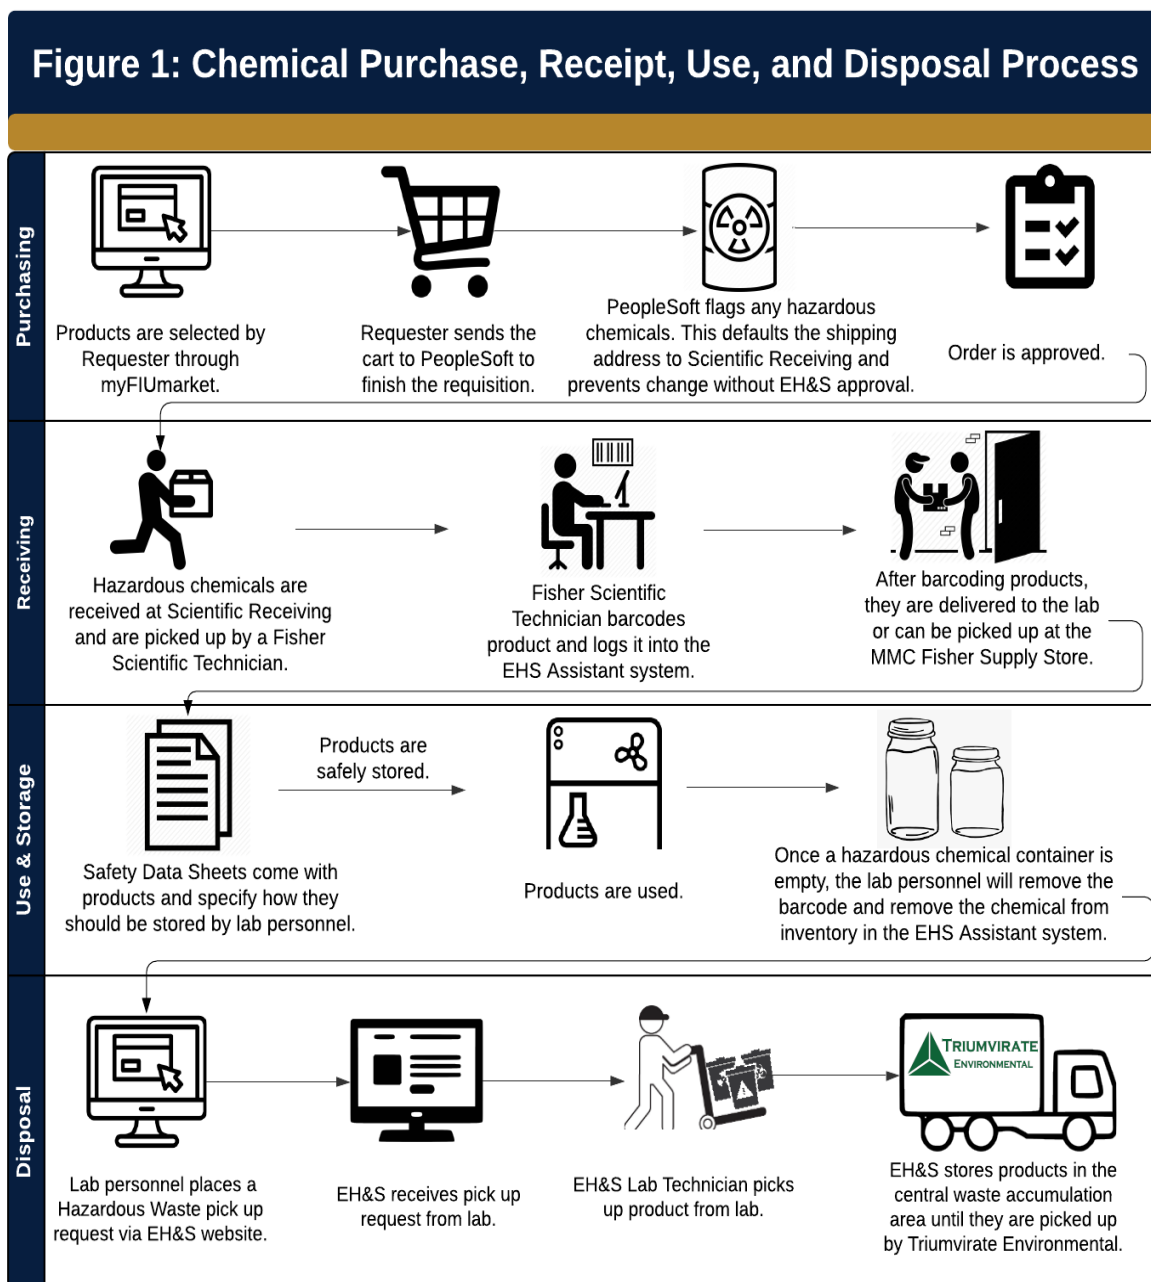 Figure 1: Chemical Purchase, Receipt, Use, and Disposal Process
Purchasing
Products are selected by
Requester through
myFIUmarket.
Requester sends the
cart to PeopleSoft to
finish the requisition.
PeopleSoft flags any hazardous
chemicals. This defaults the shipping
address to Scientific Receiving and
prevents change without EH&S approval.
Order is approved.
Receiving
Hazardous chemicals are
received at Scientific Receiving
and are picked up by a Fisher
Scientific Technician.
Fisher Scientific
Technician barcodes
product and logs it into the
EHS Assistant system.
After barcoding products,
they are delivered to the lab
or can be picked up at the
MMC Fisher Supply Store.
Use & Storage
Safety Data Sheets come with
products and specify how they
should be stored by lab personnel.
Products are
safely stored.
Products are used.
Once a hazardous chemical container is
empty, the lab personnel will remove the
barcode and remove the chemical from
inventory in the EHS Assistant system.
Disposal
Lab personnel places a
Hazardous Waste pick up
request via EH&S website.
EH&S receives pick up
request from lab.
EH&S Lab Technician picks
up product from lab.
TRIUMVIRATE
ENVIRONMENTAL
EH&S stores products in the
central waste accumulation
area until they are picked up
by Triumvirate Environmental.